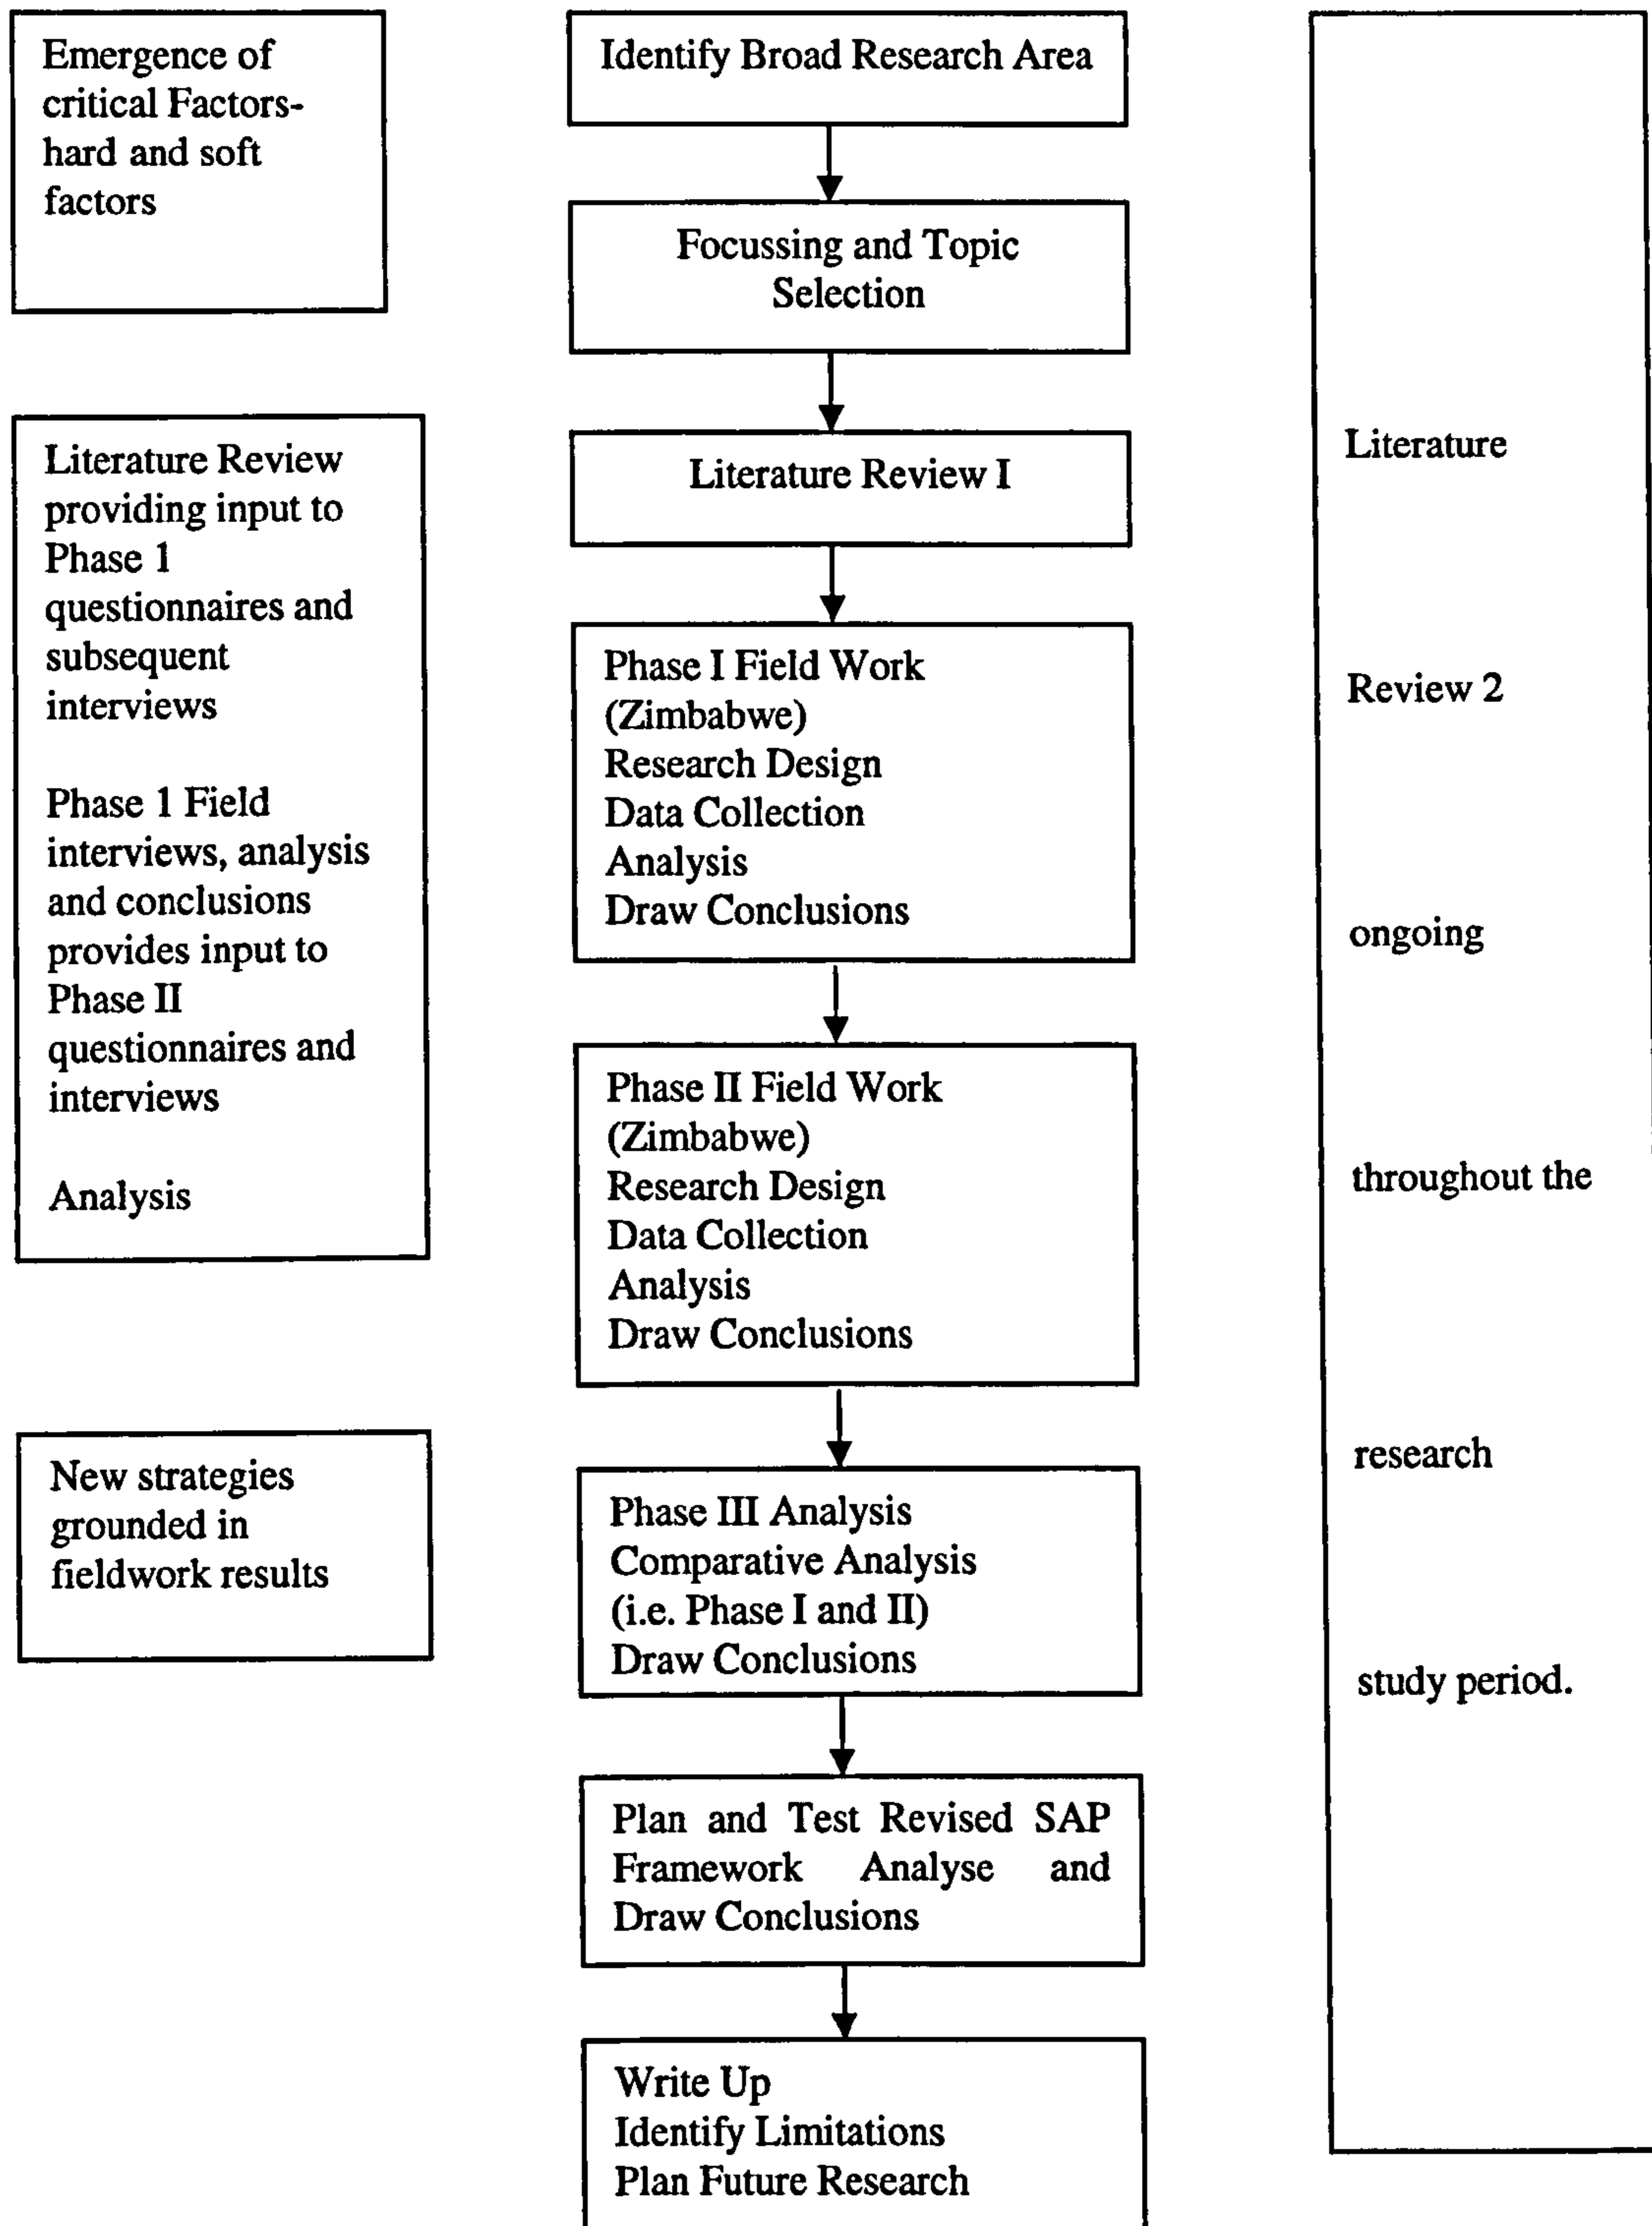 Emergence of
critical Factors-
hard and soft
factors
Literature Review
providing input to
Phase 1
questionnaires and
subsequent
interviews
Phase 1 Field
interviews, analysis
and conclusions
provides input to
Phase II
questionnaires and
interviews
Analysis
New strategies
grounded in
fieldwork results
Identify Broad Research Area
Focussing and Topic
Selection
Literature Review I
Phase I Field Work
(Zimbabwe)
Research Design
Data Collection
Analysis
Draw Conclusions
Phase II Field Work
(Zimbabwe)
Research Design
Data Collection
Analysis
Draw Conclusions
Phase III Analysis
Comparative Analysis
(i.e. Phase I and II)
Draw Conclusions
Plan and Test Revised SAP
Framework Analyse and
Draw Conclusions
Write Up
Identify Limitations
Plan Future Research
Literature
Review 2
ongoing
throughout the
research
study period.